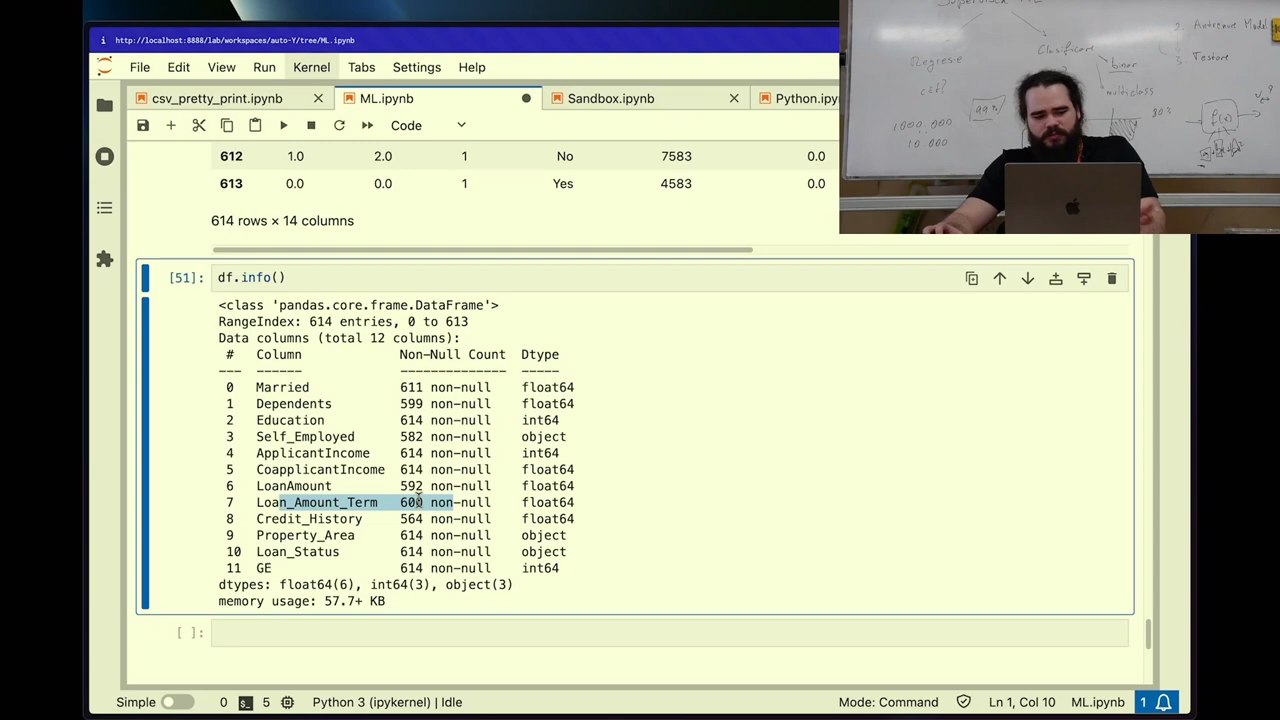 http://localhost:8888/lab/workspaces/auto-Y/tree/ML.ipynb
File Edit View Run Kernel Tabs Settings Help
csv_pretty_print.ipynb ML.ipynb Sandbox.ipynb Python.ipy
Code
612 1.0 2.0 1 No 7583 0.0
613 0.0 0.0 1 Yes 4583 0.0
614 rows × 14 columns
[51]: df.info()
<class 'pandas.core.frame.DataFrame'>
RangeIndex: 614 entries, 0 to 613
Data columns (total 12 columns):
# Column Non-Null Count Dtype
--- ------ -------------- -----
0 Married 611 non-null float64
1 Dependents 599 non-null float64
2 Education 614 non-null int64
3 Self_Employed 582 non-null object
4 ApplicantIncome 614 non-null int64
5 CoapplicantIncome 614 non-null float64
6 LoanAmount 592 non-null float64
7 Loan_Amount_Term 600 non-null float64
8 Credit_History 564 non-null float64
9 Property_Area 614 non-null object
10 Loan_Status 614 non-null object
11 GE 614 non-null int64
dtypes: float64(6), int64(3), object(3)
memory usage: 57.7+ KB
[ ]:
Simple 0 5 Python 3 (ipykernel) | Idle Mode: Command Ln 1, Col 10 ML.ipynb 1
Regresie
cât?
1000.000
10 000
99%
Clasificare
binar
multiclass
80%
f(x)
2. Antrenare Model
3. Testare